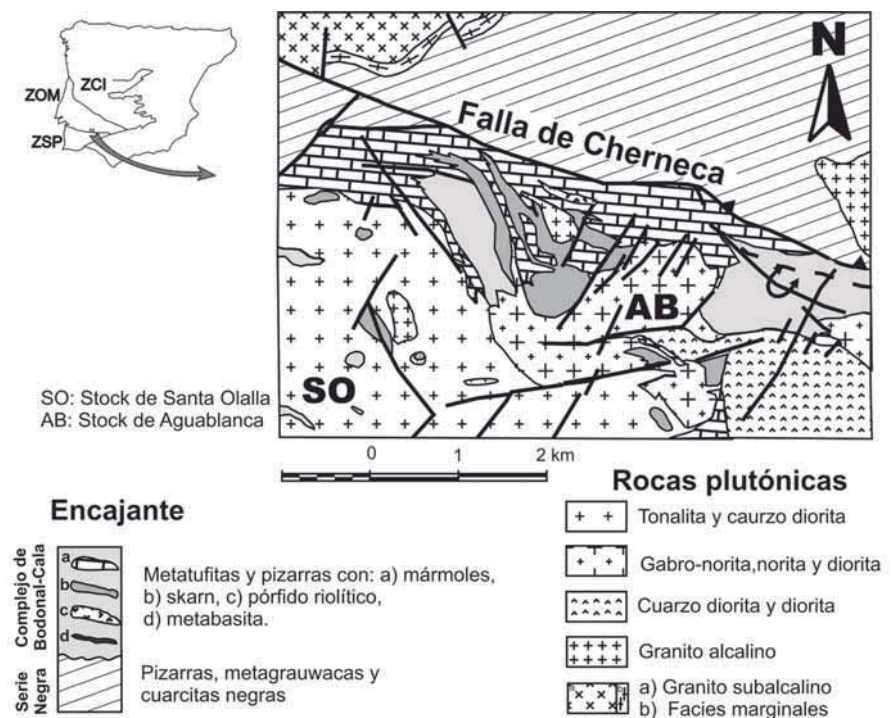 ZCI
ZOM
ZSP
N
Falla de Cherneca
AB
SO
SO: Stock de Santa Olalla
AB: Stock de Aguablanca
0 1 2 km
Encajante
Complejo de
Bodonal-Cala
a
b
c
d
Metatufitas y pizarras con: a) mármoles,
b) skarn, c) pórfido riolítico,
d) metabasita.
Serie
Negra
Pizarras, metagrauwacas y
cuarcitas negras
Rocas plutónicas
Tonalita y caurzo diorita
Gabro-norita,norita y diorita
Cuarzo diorita y diorita
Granito alcalino
a) Granito subalcalino
b) Facies marginales